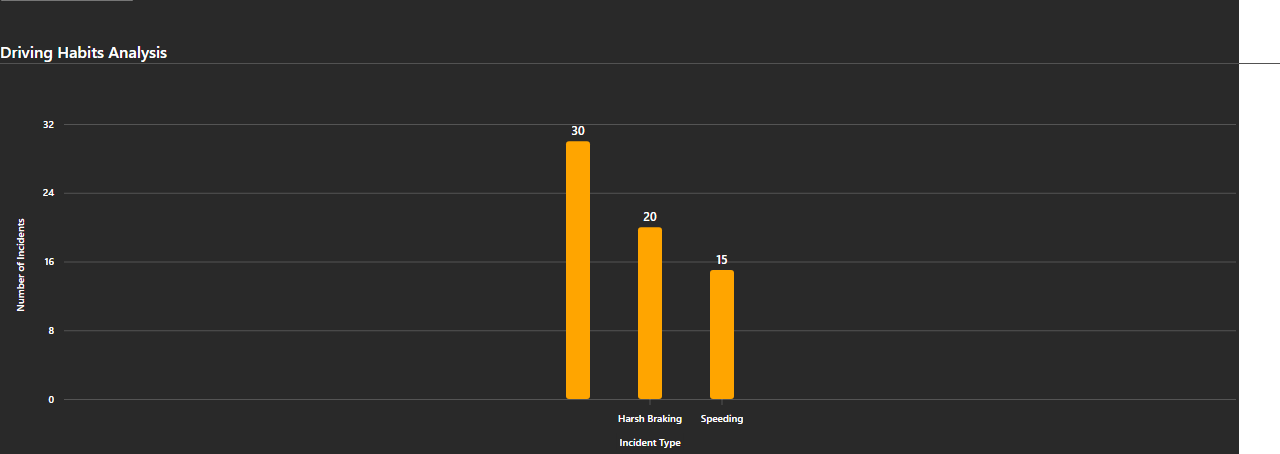 Driving Habits Analysis
32
30
24
20
16
15
8
0
Number of Incidents
Harsh Braking Speeding
Incident Type